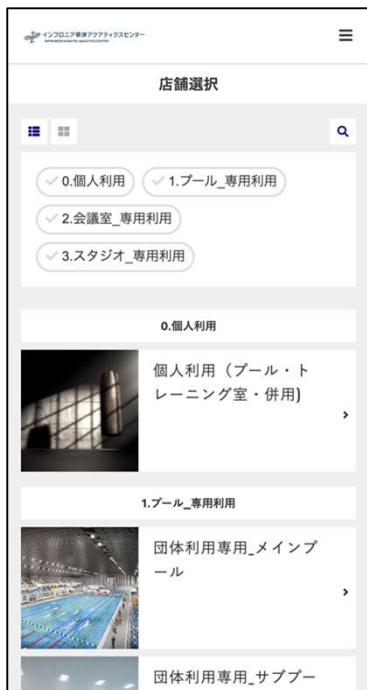 インフロニア草津アクアティクスセンター
店舗選択
0.個人利用
1.プール_専用利用
2.会議室_専用利用
3.スタジオ_専用利用
0.個人利用
個人利用（プール・ト
レーニング室・併用)
1.プール_専用利用
団体利用専用_メインプ
ール
団体利用専用_サブプー